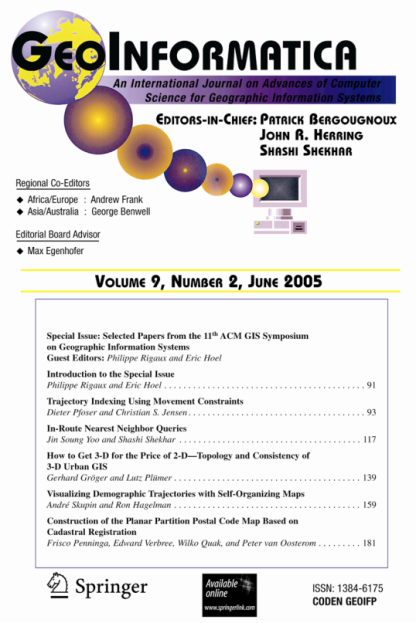 GEOINFORMATICA
An International Journal on Advances of Computer
Science for Geographic Information Systems
EDITORS-IN-CHIEF: PATRICK BERGOUGNOUX
JOHN R. HERRING
SHASHI SHEKHAR
Regional Co-Editors
◆ Africa/Europe : Andrew Frank
◆ Asia/Australia : George Benwell
Editorial Board Advisor
◆ Max Egenhofer
VOLUME 9, NUMBER 2, JUNE 2005
Special Issue: Selected Papers from the 11th ACM GIS Symposium
on Geographic Information Systems
Guest Editors: Philippe Rigaux and Eric Hoel
Introduction to the Special Issue
Philippe Rigaux and Eric Hoel . . . . . . . . . . . . . . . . . . . . 91
Trajectory Indexing Using Movement Constraints
Dieter Pfoser and Christian S. Jensen . . . . . . . . . . . . . . . . . . . . 93
In-Route Nearest Neighbor Queries
Jin Soung Yoo and Shashi Shekhar . . . . . . . . . . . . . . . . . . . . 117
How to Get 3-D for the Price of 2-D—Topology and Consistency of
3-D Urban GIS
Gerhard Gröger and Lutz Plümer . . . . . . . . . . . . . . . . . . . . 139
Visualizing Demographic Trajectories with Self-Organizing Maps
André Skupin and Ron Hagelman . . . . . . . . . . . . . . . . . . . . 159
Construction of the Planar Partition Postal Code Map Based on
Cadastral Registration
Frisco Penninga, Edward Verbree, Wilko Quak, and Peter van Oosterom . . . . . . . . . 181
Springer
Available
online
www.springerlink.com
ISSN: 1384-6175
CODEN GEOIFP